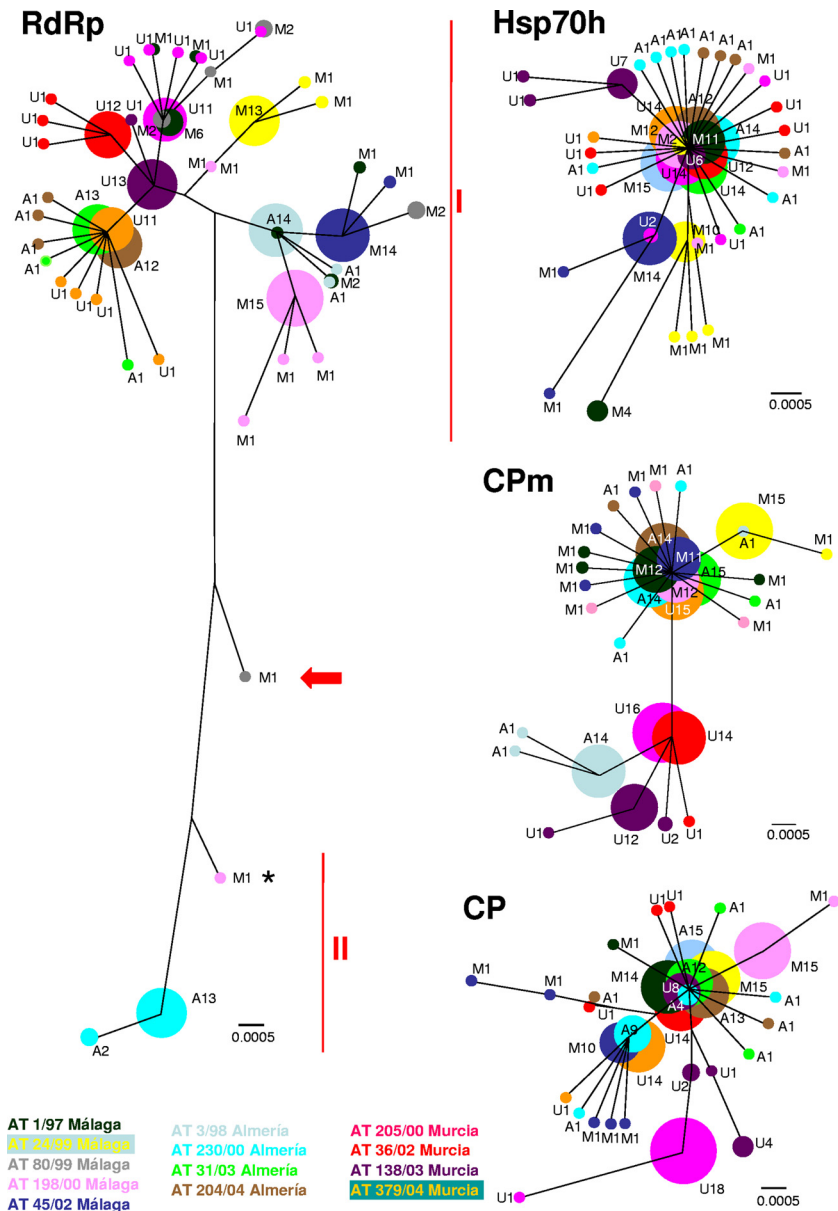 RdRp
U1
M1
U1
M1
U1
M2
U1
M1
U1
U12
U1
U1
U1
M2
U11
M6
M13
M1
M1
M1
M1
U13
A13
U11
A1
A1
A1
A12
U1
U1
U1
A1
U1
A14
M1
M1
M2
M14
A1
M2
A1
M15
M1
M1
M1
I
M1
M1 *
II
A13
A2
0.0005
Hsp70h
U7
U1
U1
A1
A1
A1
A1
A1
A1
M1
U1
U14
A12
M12
M2
M11
A14
U1
U1
U1
A1
U1
M15
U14
U6
U12
U14
U1
A1
M1
A1
U2
M14
M10
M1
U1
A1
M1
M1
M1
M1
M1
M4
0.0005
CPm
M1
M1
A1
A1
M15
A1
M1
M1
A14
M11
M1
M12
A15
M1
M1
M1
A14
M12
U15
M1
A1
M1
A1
U16
U14
A1
A1
A14
U1
U12
U2
U1
0.0005
CP
U1
U1
A1
M1
A15
M1
M15
M1
M1
M14
A12
U8
M15
A1
A4
A13
A1
A1
U1
U14
A9
M10
U14
U1
A1
M1
M1
M1
U2
U1
U4
U18
U1
0.0005
AT 1/97 Málaga
AT 24/99 Málaga
AT 80/99 Málaga
AT 198/00 Málaga
AT 45/02 Málaga
AT 3/98 Almería
AT 230/00 Almería
AT 31/03 Almería
AT 204/04 Almería
AT 205/00 Murcia
AT 36/02 Murcia
AT 138/03 Murcia
AT 379/04 Murcia